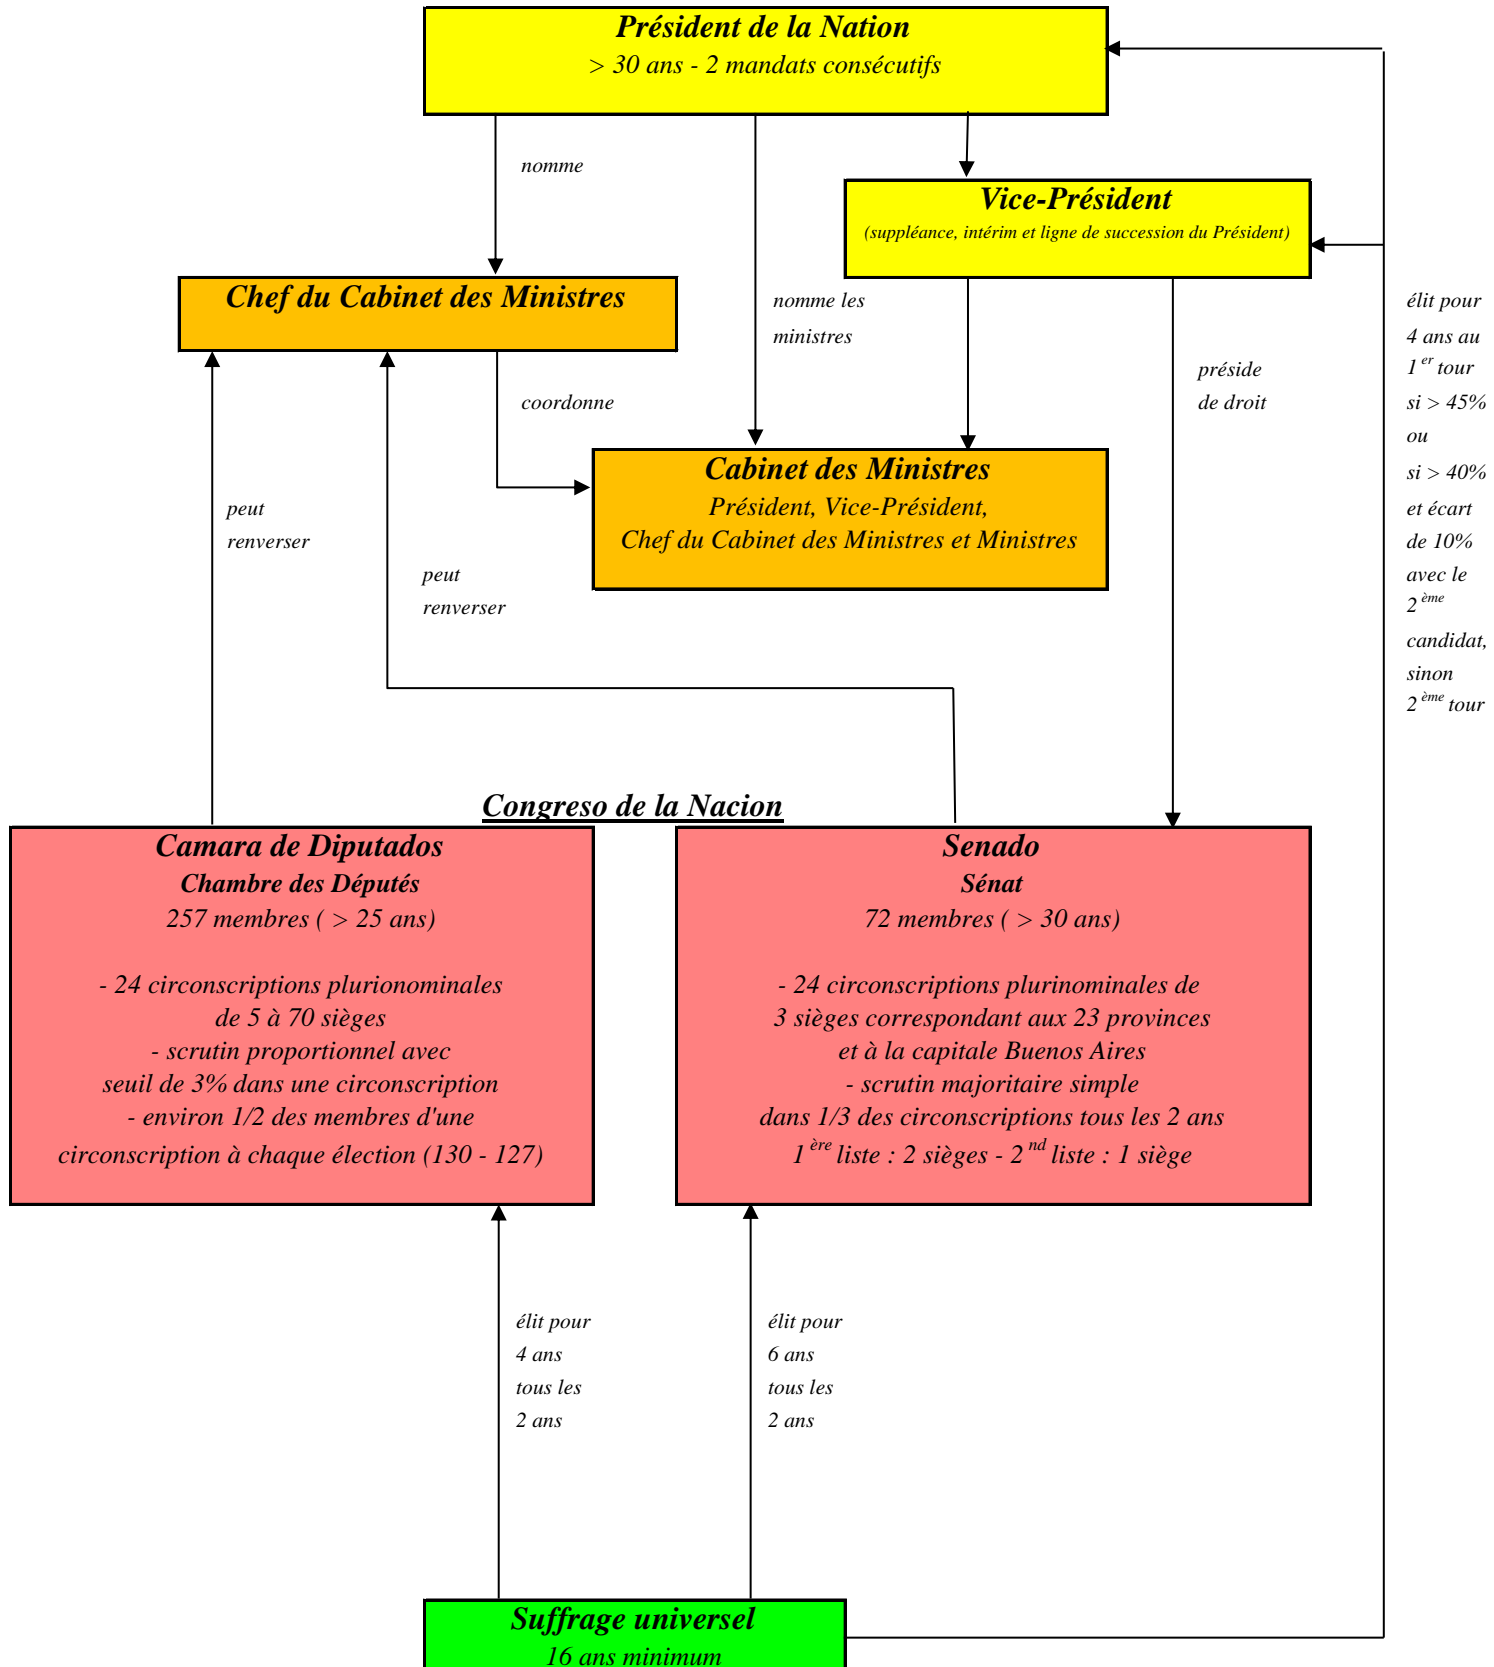 Président de la Nation
> 30 ans - 2 mandats consécutifs
nomme
Vice-Président
(suppléance, intérim et ligne de succession du Président)
Chef du Cabinet des Ministres
nomme les
ministres
préside
de droit
élit pour
4 ans au
1er tour
si > 45%
ou
si > 40%
et écart
de 10%
avec le
2ème
candidat,
sinon
2ème tour
coordonne
Cabinet des Ministres
Président, Vice-Président,
Chef du Cabinet des Ministres et Ministres
peut
renverser
peut
renverser
Congreso de la Nacion
Camara de Diputados
Chambre des Députés
257 membres ( > 25 ans)
- 24 circonscriptions plurionominales
de 5 à 70 sièges
- scrutin proportionnel avec
seuil de 3% dans une circonscription
- environ 1/2 des membres d'une
circonscription à chaque élection (130 - 127)
Senado
Sénat
72 membres ( > 30 ans)
- 24 circonscriptions plurinominales de
3 sièges correspondant aux 23 provinces
et à la capitale Buenos Aires
- scrutin majoritaire simple
dans 1/3 des circonscriptions tous les 2 ans
1ère liste : 2 sièges - 2nd liste : 1 siège
élit pour
4 ans
tous les
2 ans
élit pour
6 ans
tous les
2 ans
Suffrage universel
16 ans minimum